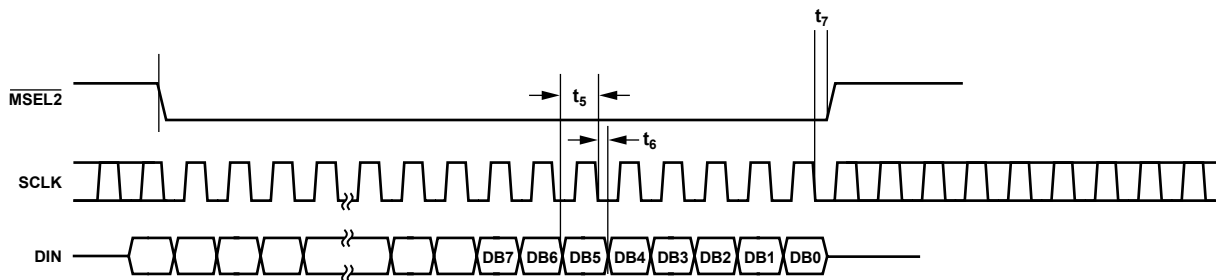 t7
MSEL2
t5
t6
SCLK
DIN
DB7 DB6 DB5 DB4 DB3 DB2 DB1 DB0